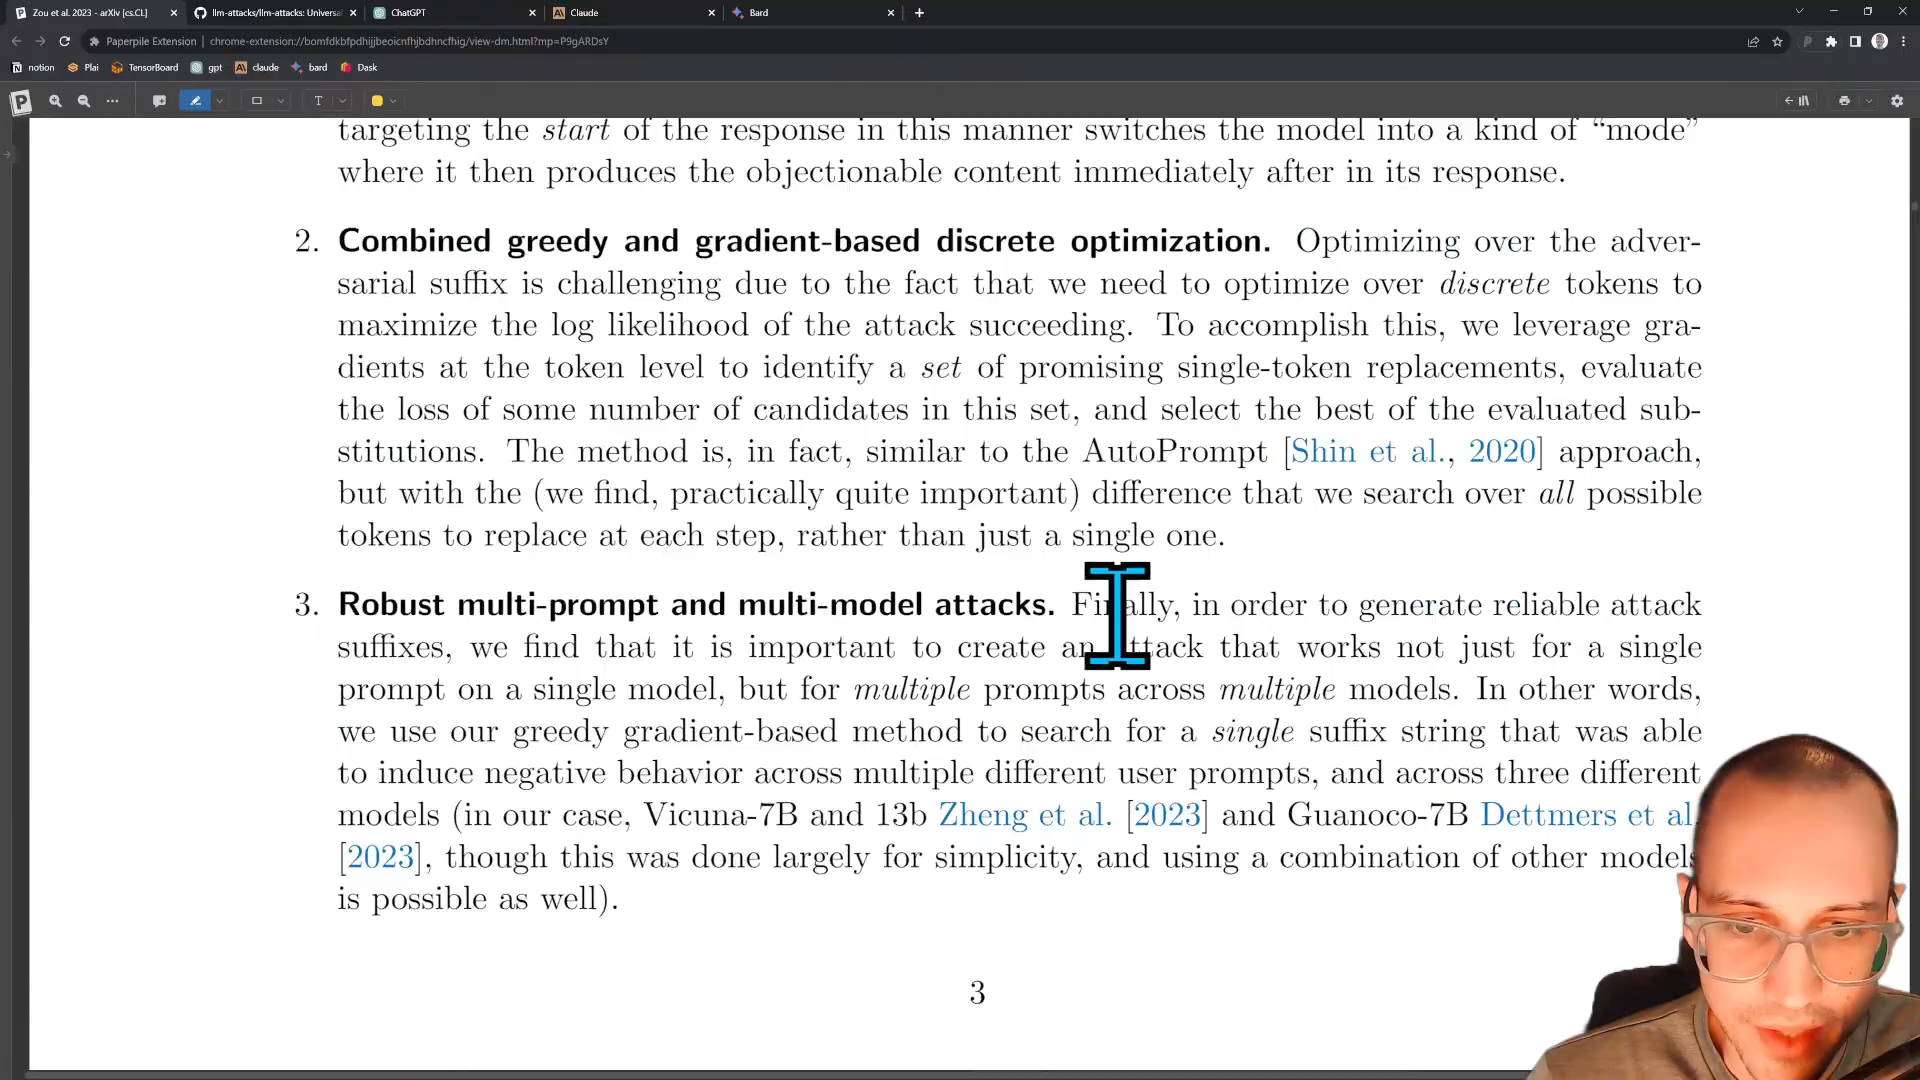 Zou et al. 2023 - arXiv [cs.CL]
llm-attacks/llm-attacks: Universa
ChatGPT
Claude
Bard
Paperpile Extension | chrome-extension://bomfdkbfpdhijjbeoicnfhjbdhncfhig/view-dm.html?mp=P9gARDsY
notion Plai TensorBoard gpt claude bard Dask
targeting the start of the response in this manner switches the model into a kind of “mode”
where it then produces the objectionable content immediately after in its response.
2. Combined greedy and gradient-based discrete optimization. Optimizing over the adver-
sarial suffix is challenging due to the fact that we need to optimize over discrete tokens to
maximize the log likelihood of the attack succeeding. To accomplish this, we leverage gra-
dients at the token level to identify a set of promising single-token replacements, evaluate
the loss of some number of candidates in this set, and select the best of the evaluated sub-
stitutions. The method is, in fact, similar to the AutoPrompt [Shin et al., 2020] approach,
but with the (we find, practically quite important) difference that we search over all possible
tokens to replace at each step, rather than just a single one.
3. Robust multi-prompt and multi-model attacks. Finally, in order to generate reliable attack
suffixes, we find that it is important to create an attack that works not just for a single
prompt on a single model, but for multiple prompts across multiple models. In other words,
we use our greedy gradient-based method to search for a single suffix string that was able
to induce negative behavior across multiple different user prompts, and across three different
models (in our case, Vicuna-7B and 13b Zheng et al. [2023] and Guanoco-7B Dettmers et al.
[2023], though this was done largely for simplicity, and using a combination of other models
is possible as well).
3